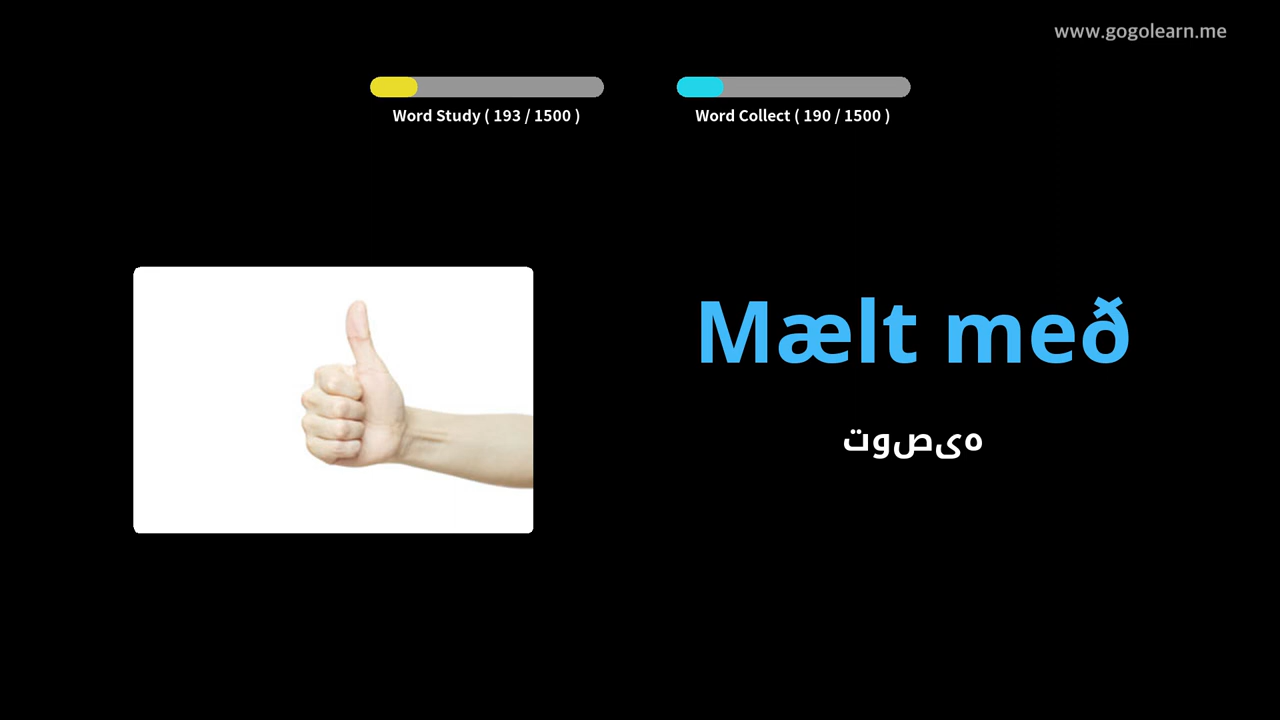 www.gogolearn.me
Word Study ( 193 / 1500 )
Word Collect ( 190 / 1500 )
Mælt með
توصیه